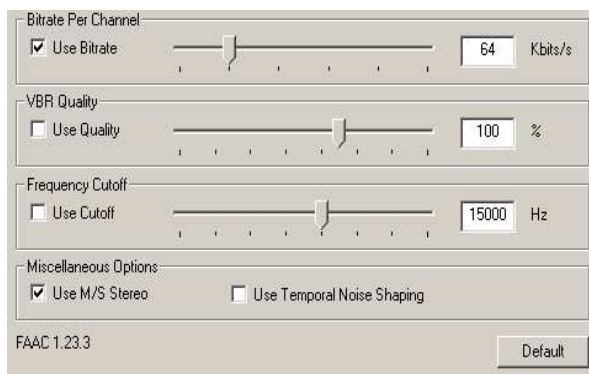 Bitrate Per Channel
Use Bitrate 64 Kbits/s
VBR Quality
Use Quality 100 %
Frequency Cutoff
Use Cutoff 15000 Hz
Miscellaneous Options
Use M/S Stereo Use Temporal Noise Shaping
FAAC 1.23.3 Default